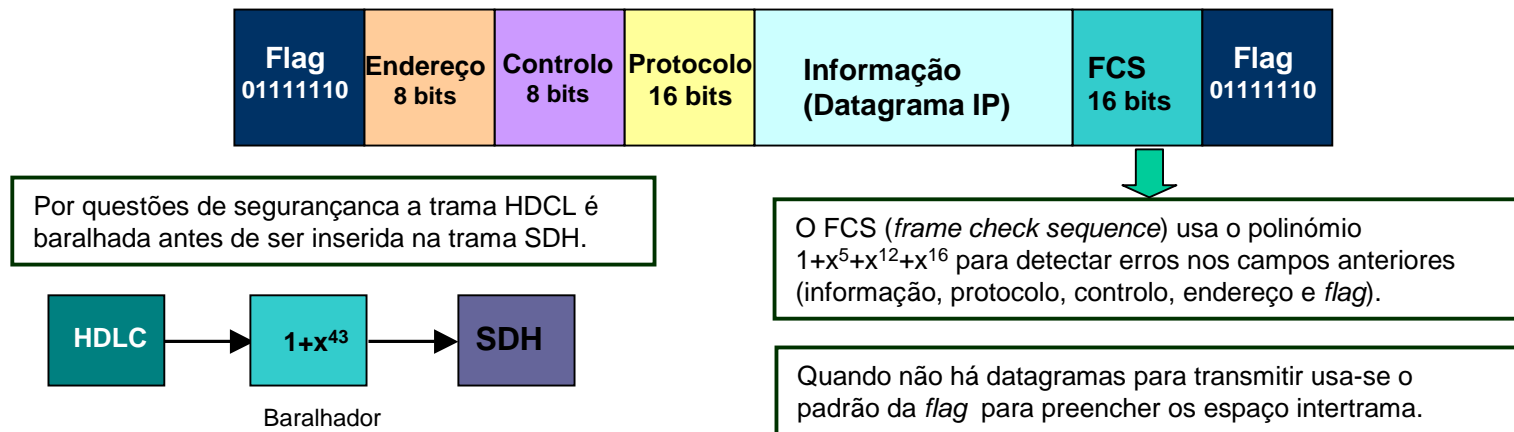 Flag
01111110
Endereço
8 bits
Controlo
8 bits
Protocolo
16 bits
Informação
(Datagrama IP)
FCS
16 bits
Flag
01111110
Por questões de segurançanca a trama HDCL é
baralhada antes de ser inserida na trama SDH.
O FCS (frame check sequence) usa o polinómio
1+x⁵+x¹²+x¹⁶ para detectar erros nos campos anteriores
(informação, protocolo, controlo, endereço e flag).
HDLC
1+x⁴³
SDH
Baralhador
Quando não há datagramas para transmitir usa-se o
padrão da flag para preencher os espaço intertrama.